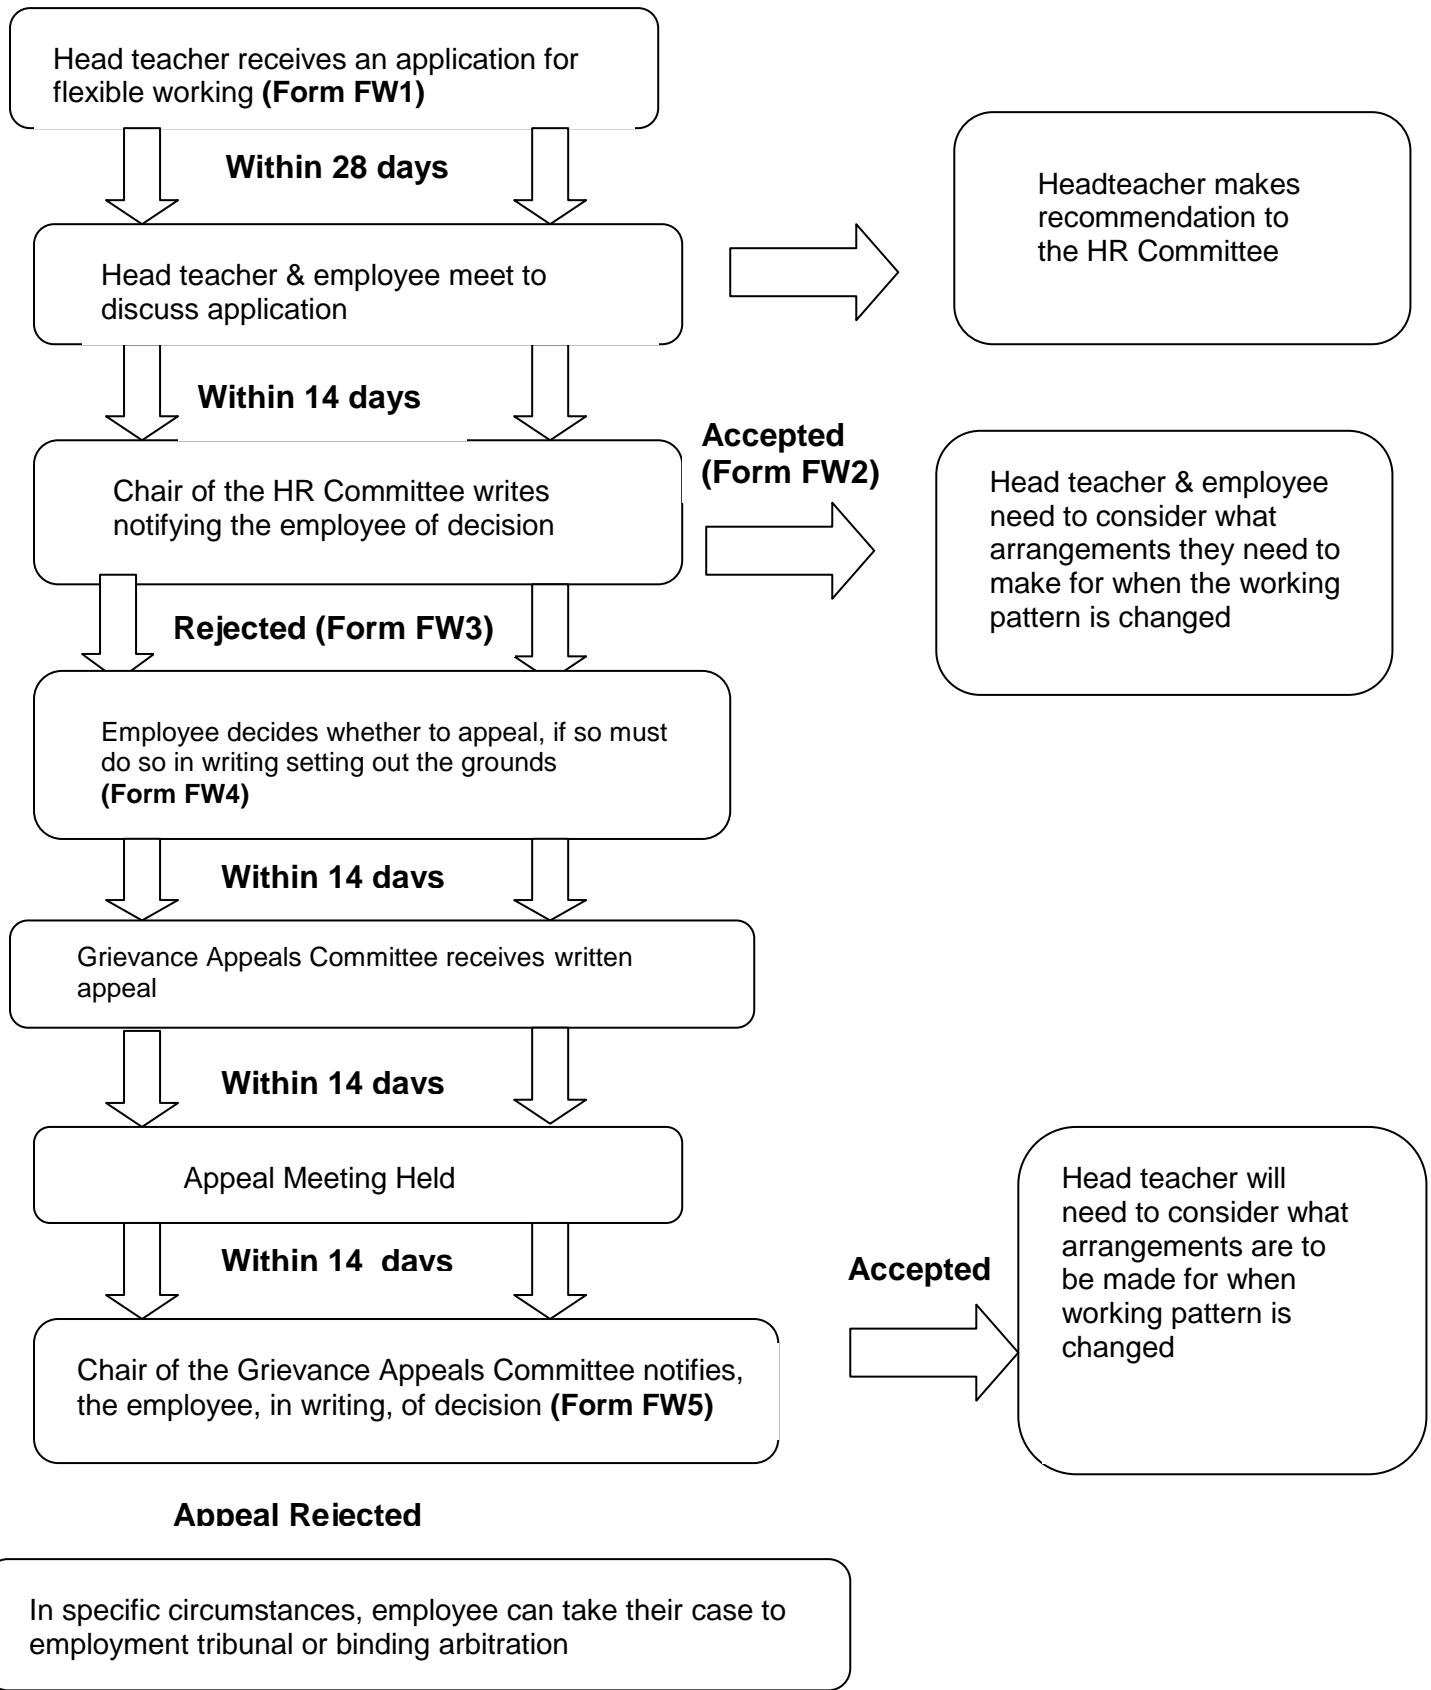 Head teacher receives an application for
flexible working (Form FW1)
Within 28 days
Head teacher & employee meet to
discuss application
Headteacher makes
recommendation to
the HR Committee
Within 14 days
Chair of the HR Committee writes
notifying the employee of decision
Accepted
(Form FW2)
Head teacher & employee
need to consider what
arrangements they need to
make for when the working
pattern is changed
Rejected (Form FW3)
Employee decides whether to appeal, if so must
do so in writing setting out the grounds
(Form FW4)
Within 14 days
Grievance Appeals Committee receives written
appeal
Within 14 days
Appeal Meeting Held
Within 14 days
Chair of the Grievance Appeals Committee notifies,
the employee, in writing, of decision (Form FW5)
Accepted
Head teacher will
need to consider what
arrangements are to
be made for when
working pattern is
changed
Appeal Rejected
In specific circumstances, employee can take their case to
employment tribunal or binding arbitration